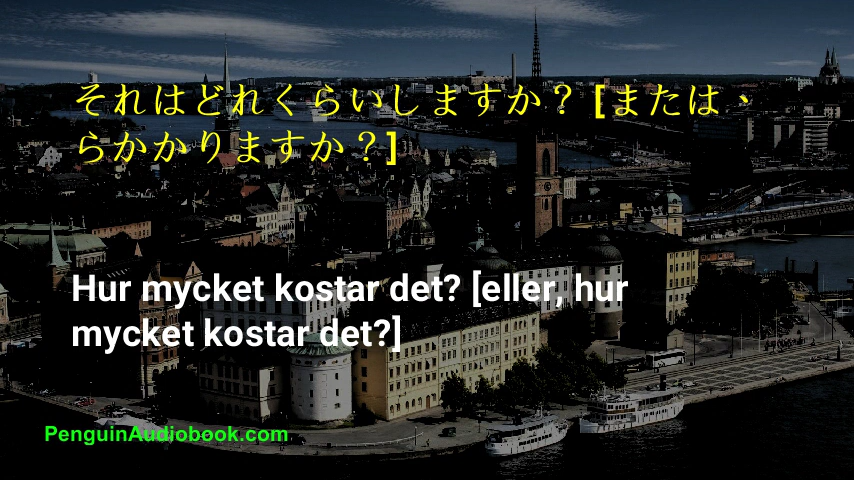 それはどれくらいしますか？ [または、
らかかりますか？]
Hur mycket kostar det? [eller, hur
mycket kostar det?]
PenguinAudiobook.com